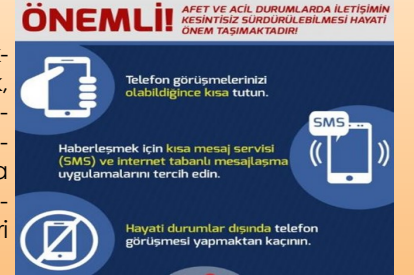 ÖNEMLİ!
AFET VE ACİL DURUMLARDA İLETİŞİMİN
KESİNTİSİZ SÜRDÜRÜLEBİLMESİ HAYATİ
ÖNEM TAŞIMAKTADIR!
Telefon görüşmelerinizi
olabildiğince kısa tutun.
SMS
Haberleşmek için kısa mesaj servisi
(SMS) ve internet tabanlı mesajlaşma
uygulamalarını tercih edin.
Hayati durumlar dışında telefon
görüşmesi yapmaktan kaçının.